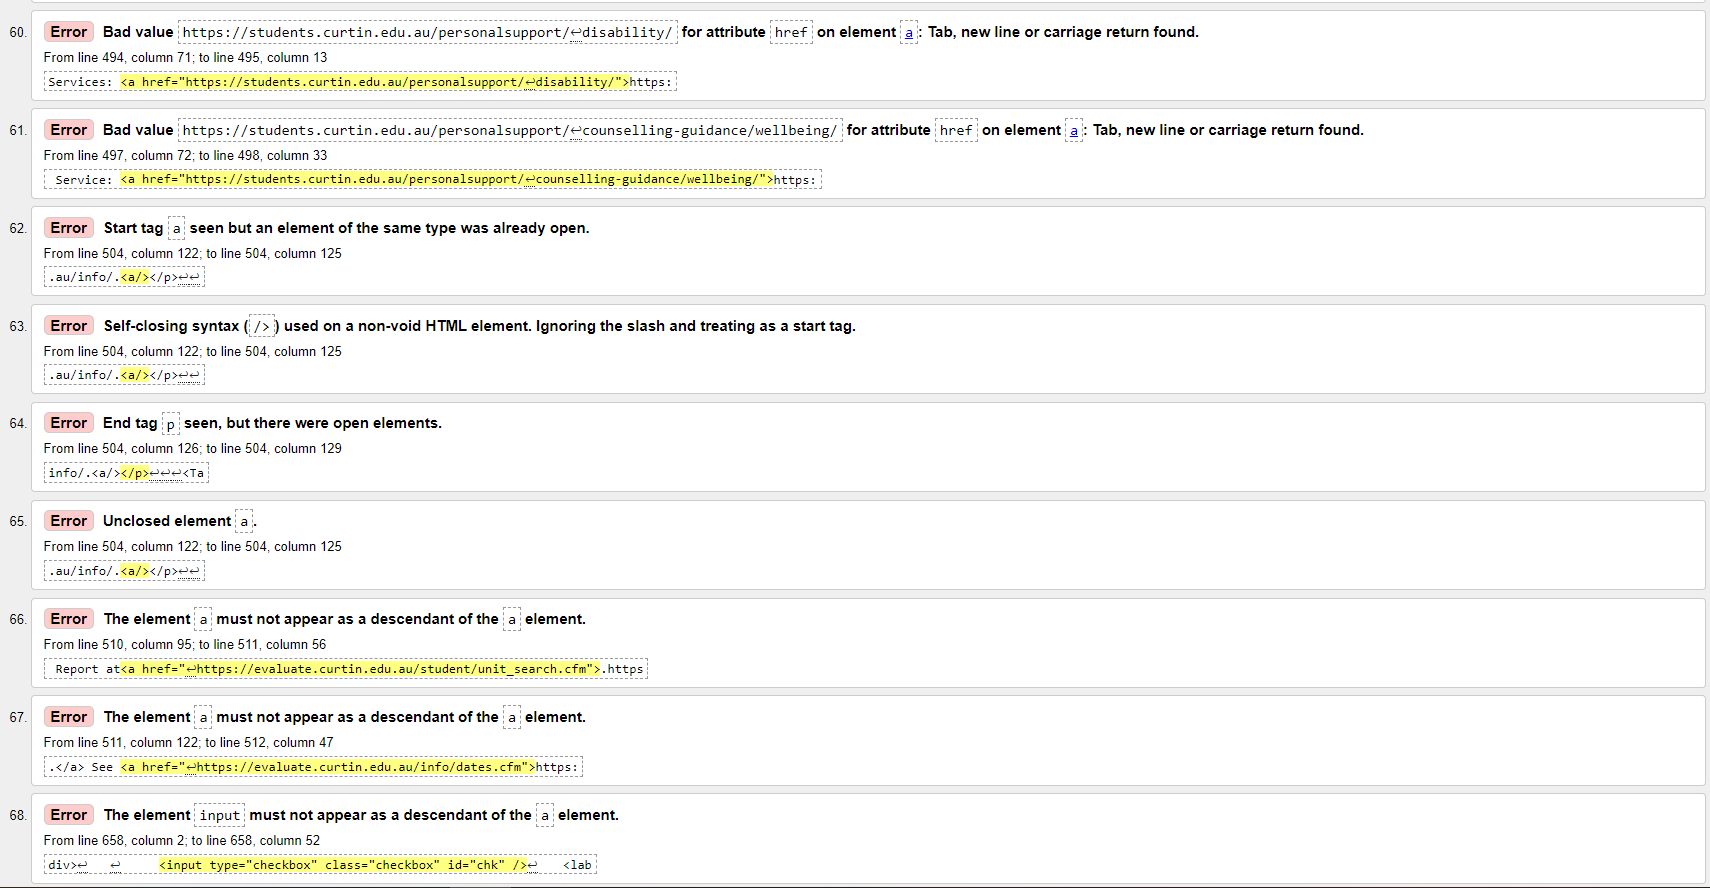 60. Error Bad value https://students.curtin.edu.au/personalsupport/↩disability/ for attribute href on element a: Tab, new line or carriage return found.
From line 494, column 71; to line 495, column 13
Services: <a href="https://students.curtin.edu.au/personalsupport/↩disability/">https:
61. Error Bad value https://students.curtin.edu.au/personalsupport/↩counselling-guidance/wellbeing/ for attribute href on element a: Tab, new line or carriage return found.
From line 497, column 72; to line 498, column 33
Service: <a href="https://students.curtin.edu.au/personalsupport/↩counselling-guidance/wellbeing/">https:
62. Error Start tag a seen but an element of the same type was already open.
From line 504, column 122; to line 504, column 125
.au/info/.<a/></p>↩↩
63. Error Self-closing syntax (/>) used on a non-void HTML element. Ignoring the slash and treating as a start tag.
From line 504, column 122; to line 504, column 125
.au/info/.<a/></p>↩↩
64. Error End tag p seen, but there were open elements.
From line 504, column 126; to line 504, column 129
info/.<a/></p>↩↩↩<Ta
65. Error Unclosed element a.
From line 504, column 122; to line 504, column 125
.au/info/.<a/></p>↩↩
66. Error The element a must not appear as a descendant of the a element.
From line 510, column 95; to line 511, column 56
Report at<a href="↩https://evaluate.curtin.edu.au/student/unit_search.cfm">.https
67. Error The element a must not appear as a descendant of the a element.
From line 511, column 122; to line 512, column 47
.</a> See <a href="↩https://evaluate.curtin.edu.au/info/dates.cfm">https:
68. Error The element input must not appear as a descendant of the a element.
From line 658, column 2; to line 658, column 52
div>↩ ↩ <input type="checkbox" class="checkbox" id="chk" />↩ <lab